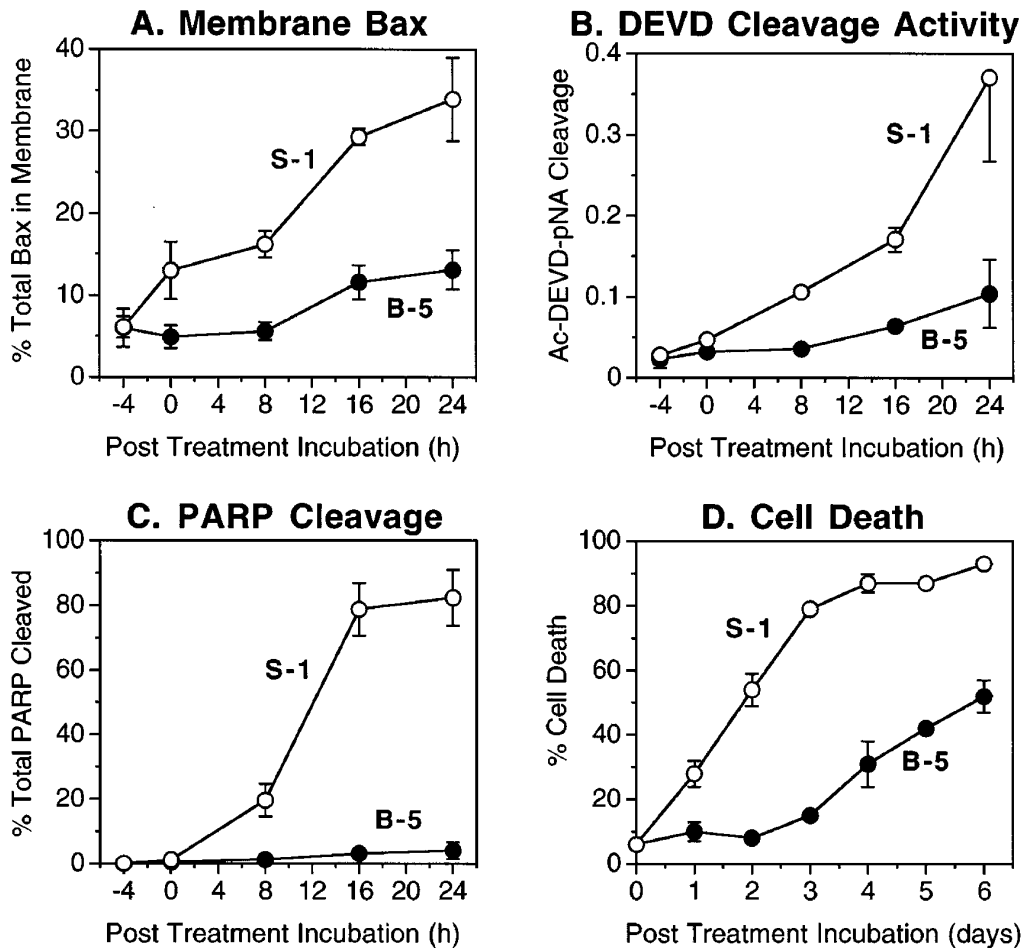 A. Membrane Bax
% Total Bax in Membrane
40
30
20
10
0
S-1
B-5
-4 0 4 8 12 16 20 24
Post Treatment Incubation (h)
B. DEVD Cleavage Activity
Ac-DEVD-pNA Cleavage
0.4
0.3
0.2
0.1
0
S-1
B-5
-4 0 4 8 12 16 20 24
Post Treatment Incubation (h)
C. PARP Cleavage
% Total PARP Cleaved
100
80
60
40
20
0
S-1
B-5
-4 0 4 8 12 16 20 24
Post Treatment Incubation (h)
D. Cell Death
% Cell Death
100
80
60
40
20
0
S-1
B-5
0 1 2 3 4 5 6
Post Treatment Incubation (days)